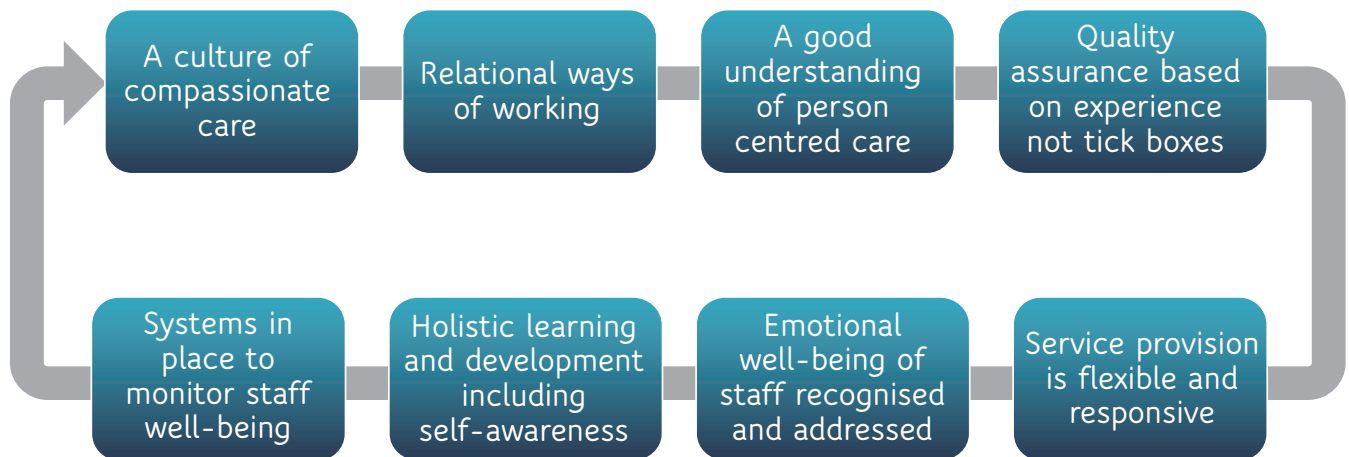 A culture of
compassionate
care
Relational ways
of working
A good
understanding
of person
centred care
Quality
assurance based
on experience
not tick boxes
Systems in
place to
monitor staff
well-being
Holistic learning
and development
including
self-awareness
Emotional
well-being of
staff recognised
and addressed
Service provision
is flexible and
responsive